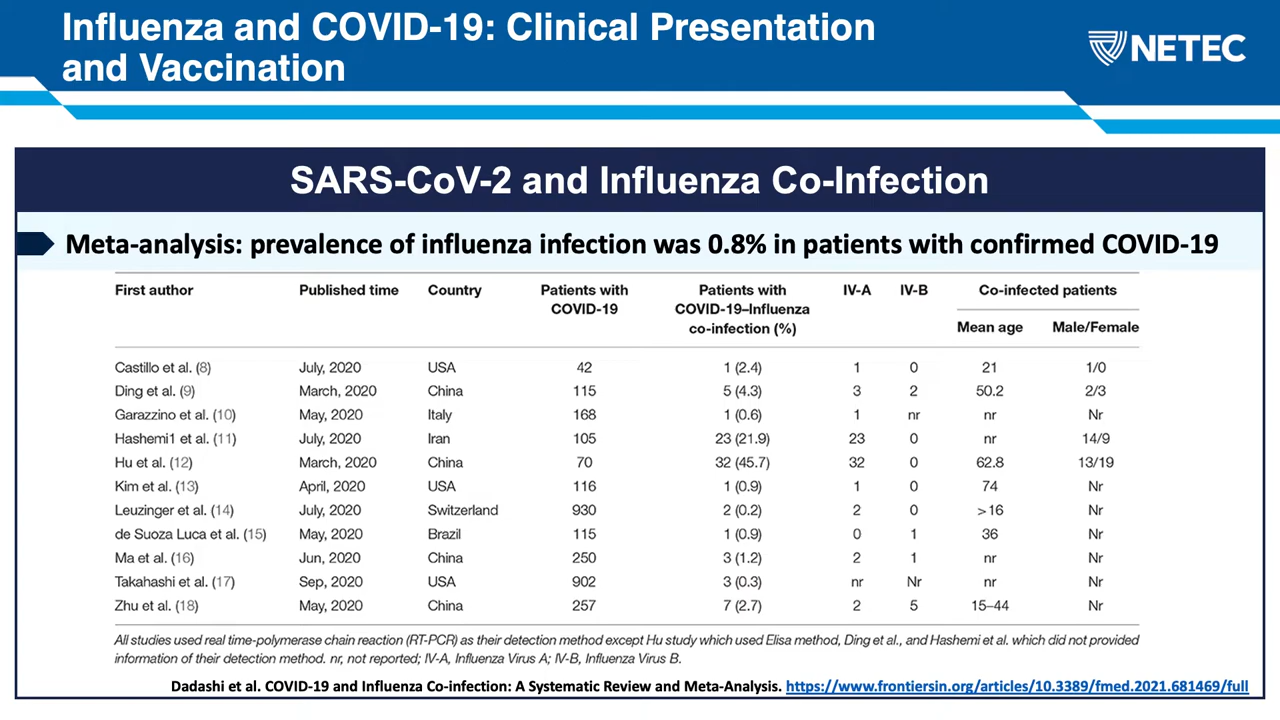 Influenza and COVID-19: Clinical Presentation
and Vaccination
NETEC
SARS-CoV-2 and Influenza Co-Infection
Meta-analysis: prevalence of influenza infection was 0.8% in patients with confirmed COVID-19
First author Published time Country Patients with COVID-19 Patients with COVID-19–Influenza co-infection (%) IV-A IV-B Co-infected patients
Mean age Male/Female
Castillo et al. (8) July, 2020 USA 42 1 (2.4) 1 0 21 1/0
Ding et al. (9) March, 2020 China 115 5 (4.3) 3 2 50.2 2/3
Garazzino et al. (10) May, 2020 Italy 168 1 (0.6) 1 nr nr Nr
Hashemi1 et al. (11) July, 2020 Iran 105 23 (21.9) 23 0 nr 14/9
Hu et al. (12) March, 2020 China 70 32 (45.7) 32 0 62.8 13/19
Kim et al. (13) April, 2020 USA 116 1 (0.9) 1 0 74 Nr
Leuzinger et al. (14) July, 2020 Switzerland 930 2 (0.2) 2 0 >16 Nr
de Suoza Luca et al. (15) May, 2020 Brazil 115 1 (0.9) 0 1 36 Nr
Ma et al. (16) Jun, 2020 China 250 3 (1.2) 2 1 nr Nr
Takahashi et al. (17) Sep, 2020 USA 902 3 (0.3) nr Nr nr Nr
Zhu et al. (18) May, 2020 China 257 7 (2.7) 2 5 15–44 Nr
All studies used real time-polymerase chain reaction (RT-PCR) as their detection method except Hu study which used Elisa method, Ding et al., and Hashemi et al. which did not provided
information of their detection method. nr, not reported; IV-A, Influenza Virus A; IV-B, Influenza Virus B.
Dadashi et al. COVID-19 and Influenza Co-infection: A Systematic Review and Meta-Analysis. https://www.frontiersin.org/articles/10.3389/fmed.2021.681469/full